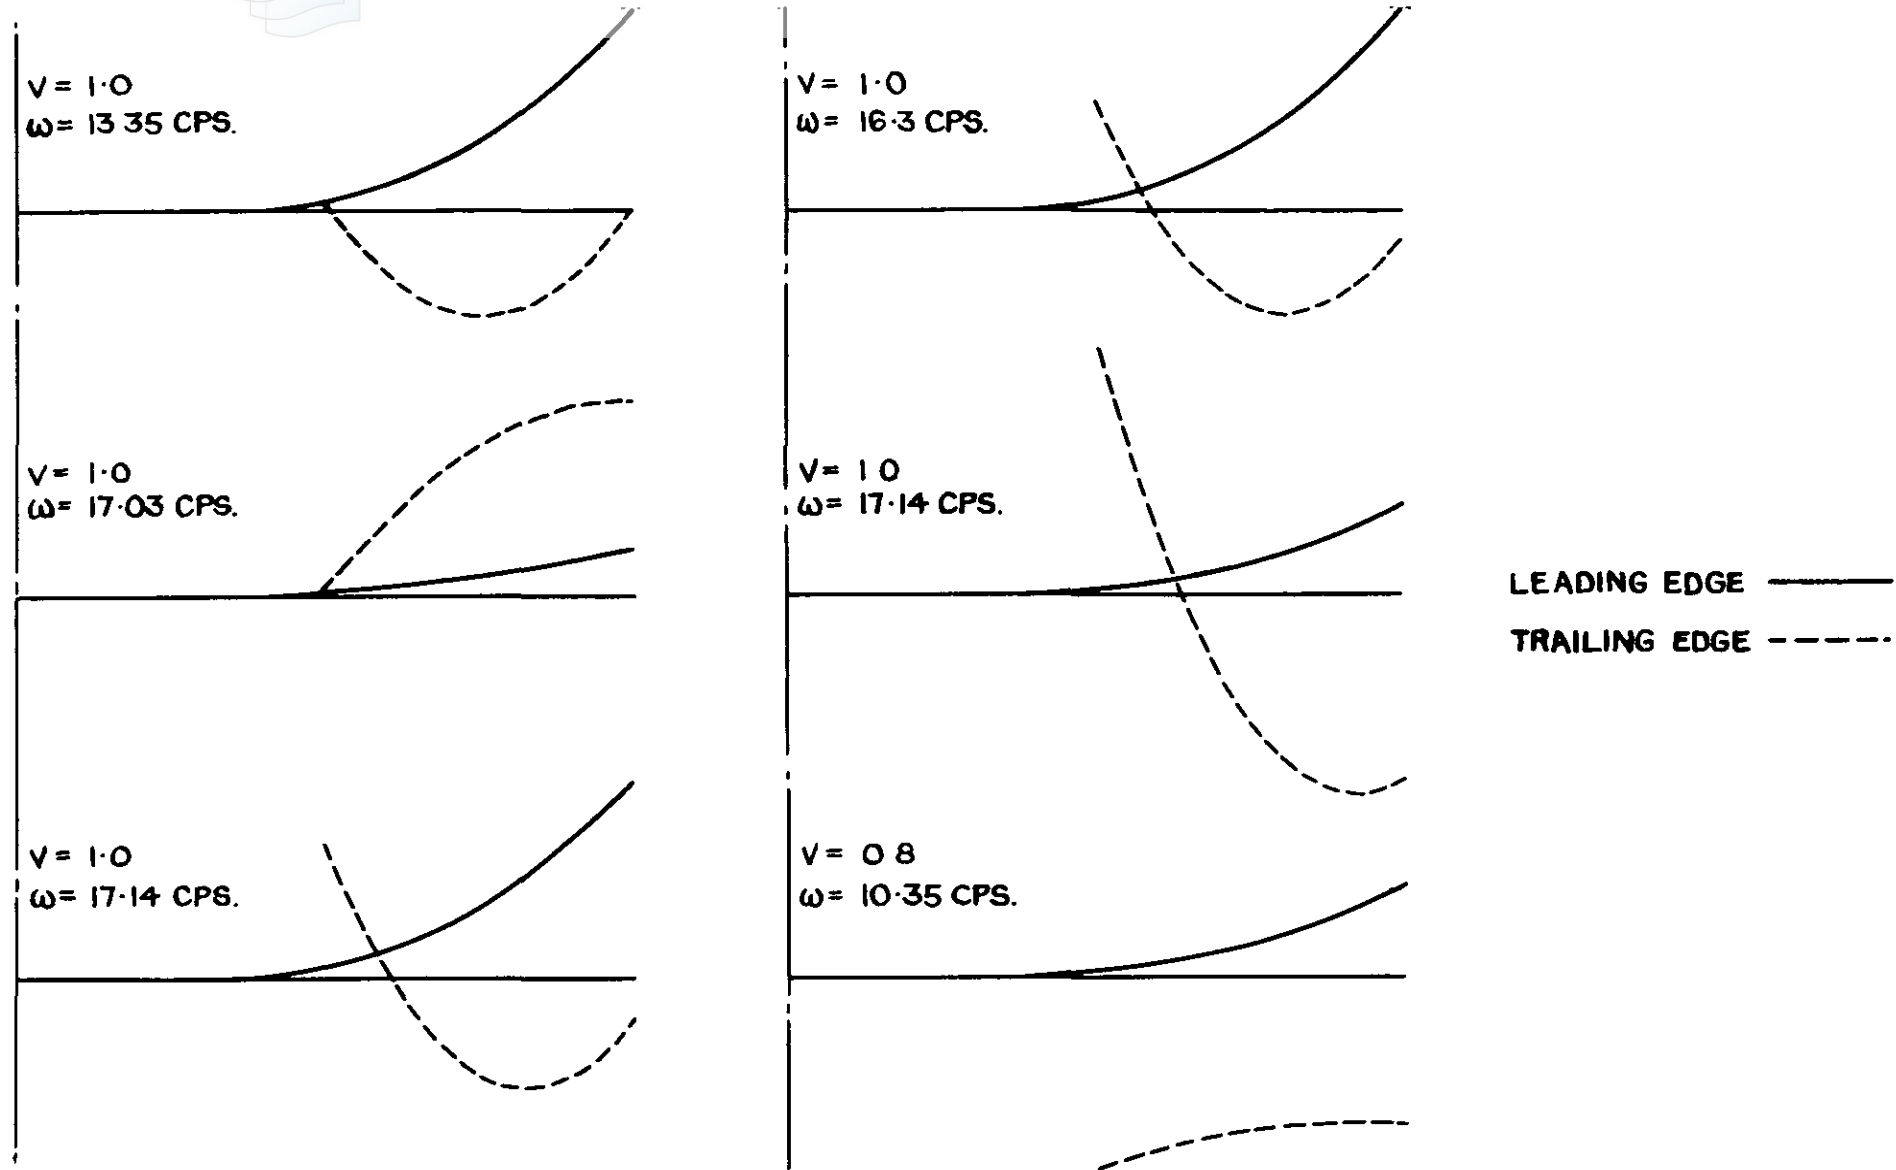 V = 1·0
ω = 13 35 CPS.
V = 1·0
ω = 16·3 CPS.
V = 1·0
ω = 17·03 CPS.
V = 1 0
ω = 17·14 CPS.
LEADING EDGE
TRAILING EDGE
V = 1·0
ω = 17·14 CPS.
V = 0 8
ω = 10·35 CPS.